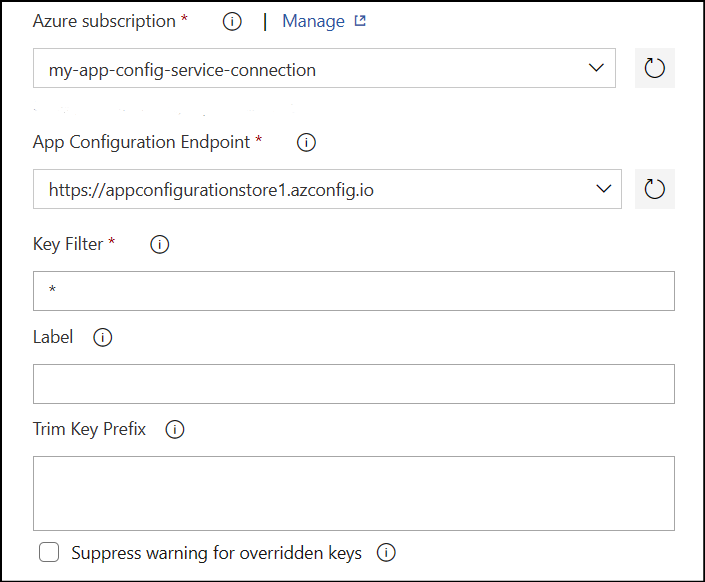 Azure subscription * | Manage
my-app-config-service-connection
App Configuration Endpoint *
https://appconfigurationstore1.azconfig.io
Key Filter *
*
Label
Trim Key Prefix
Suppress warning for overridden keys